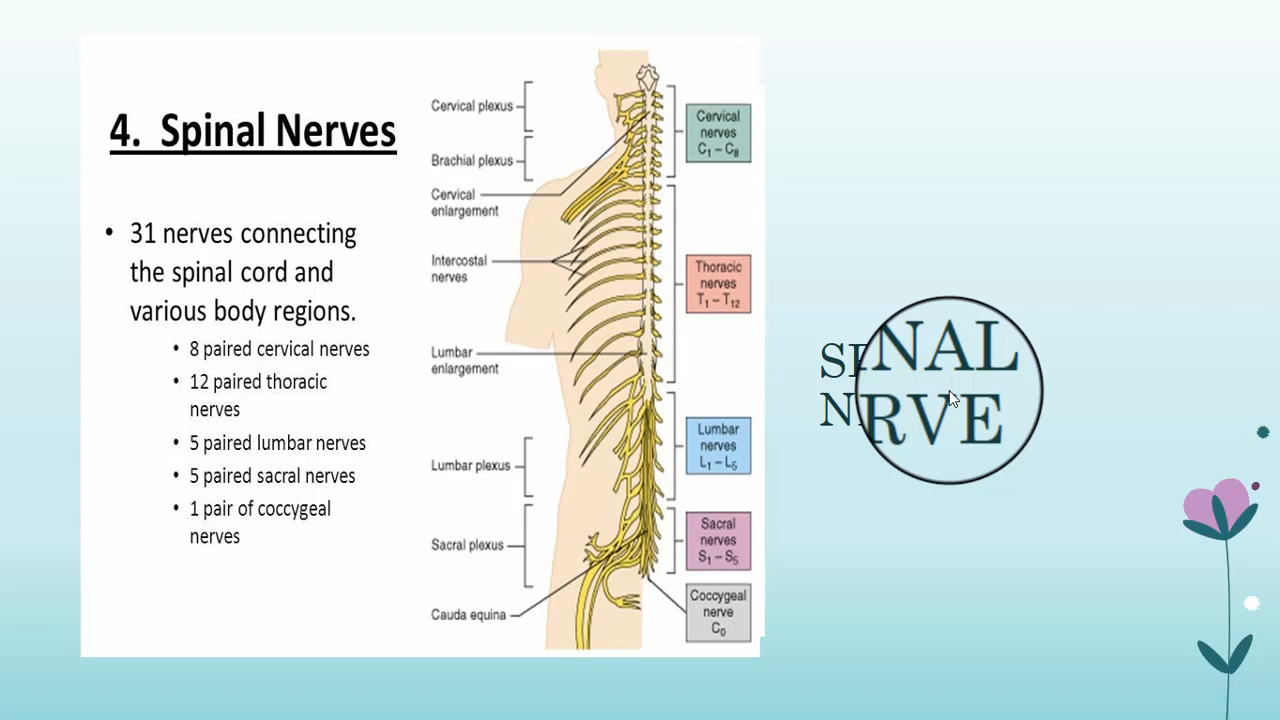 4. Spinal Nerves
• 31 nerves connecting
the spinal cord and
various body regions.
• 8 paired cervical nerves
• 12 paired thoracic
nerves
• 5 paired lumbar nerves
• 5 paired sacral nerves
• 1 pair of coccygeal
nerves
Cervical plexus
Brachial plexus
Cervical
enlargement
Intercostal
nerves
Lumbar
enlargement
Lumbar plexus
Sacral plexus
Cauda equina
Cervical
nerves
C₁ – C₈
Thoracic
nerves
T₁ – T₁₂
Lumbar
nerves
L₁ – L₅
Sacral
nerves
S₁ – S₅
Coccygeal
nerve
C₀